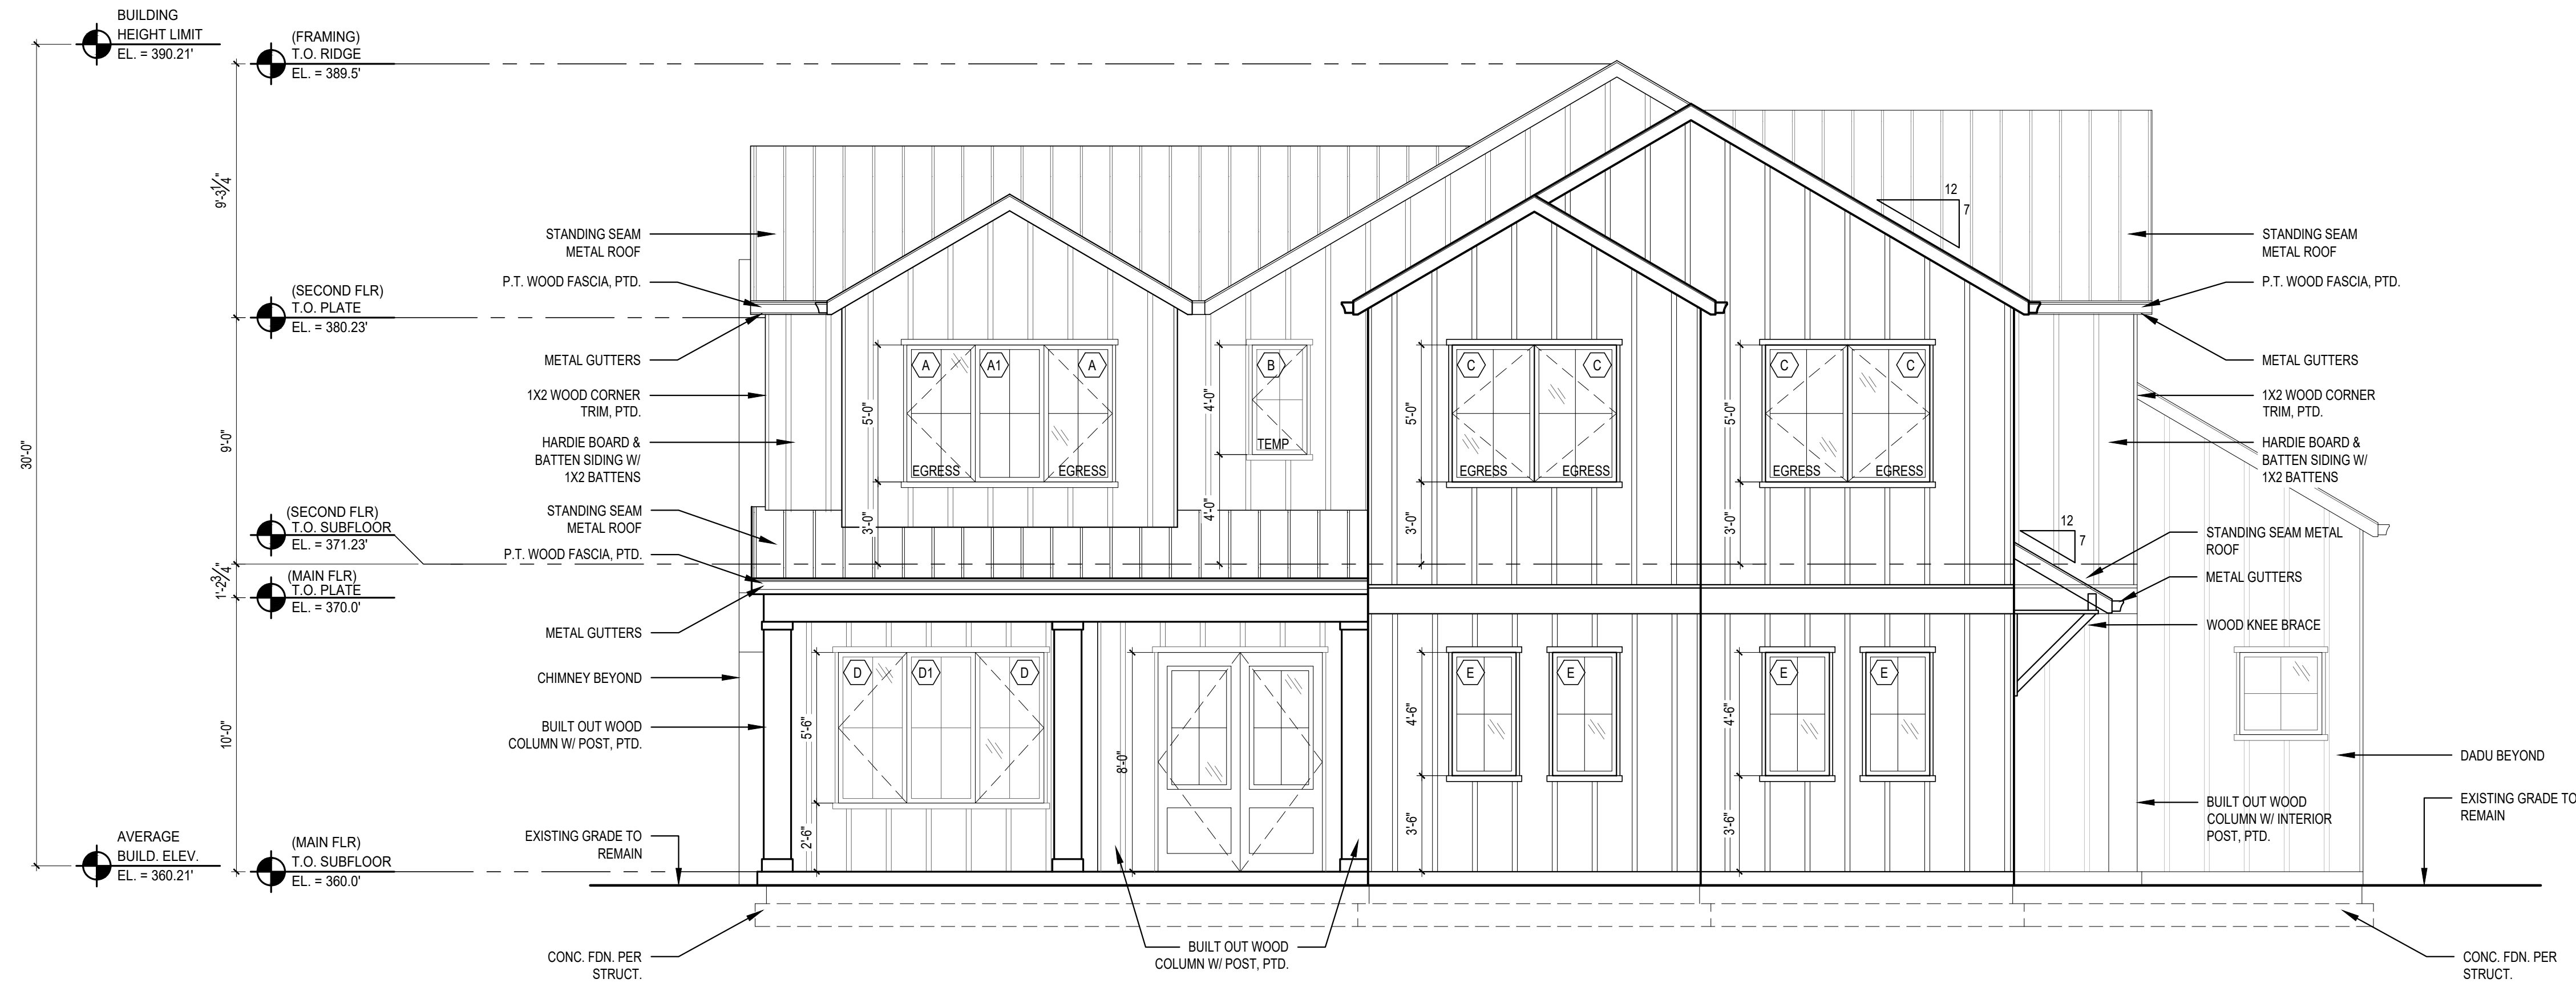 BUILDING
HEIGHT LIMIT
EL. = 390.21'
(FRAMING)
T.O. RIDGE
EL. = 389.5'
(SECOND FLR)
T.O. PLATE
EL. = 380.23'
(SECOND FLR)
T.O. SUBFLOOR
EL. = 371.23'
(MAIN FLR)
T.O. PLATE
EL. = 370.0'
AVERAGE
BUILD. ELEV.
EL. = 360.21'
(MAIN FLR)
T.O. SUBFLOOR
EL. = 360.0'
30'-0"
9'-3 1/4"
9'-0"
1'-2 3/4"
10'-0"
STANDING SEAM
METAL ROOF
P.T. WOOD FASCIA, PTD.
METAL GUTTERS
1X2 WOOD CORNER
TRIM, PTD.
HARDIE BOARD &
BATTEN SIDING W/
1X2 BATTENS
STANDING SEAM
METAL ROOF
P.T. WOOD FASCIA, PTD.
METAL GUTTERS
CHIMNEY BEYOND
BUILT OUT WOOD
COLUMN W/ POST, PTD.
EXISTING GRADE TO
REMAIN
CONC. FDN. PER
STRUCT.
12
7
A
A1
A
5'-0"
EGRESS
EGRESS
3'-0"
B
4'-0"
TEMP
4'-0"
C
C
5'-0"
EGRESS
EGRESS
3'-0"
C
C
5'-0"
EGRESS
EGRESS
3'-0"
12
7
D
D1
D
5'-6"
2'-6"
8'-0"
E
E
4'-6"
3'-6"
E
E
4'-6"
3'-6"
BUILT OUT WOOD
COLUMN W/ POST, PTD.
STANDING SEAM
METAL ROOF
P.T. WOOD FASCIA, PTD.
METAL GUTTERS
1X2 WOOD CORNER
TRIM, PTD.
HARDIE BOARD &
BATTEN SIDING W/
1X2 BATTENS
STANDING SEAM METAL
ROOF
METAL GUTTERS
WOOD KNEE BRACE
DADU BEYOND
BUILT OUT WOOD
COLUMN W/ INTERIOR
POST, PTD.
EXISTING GRADE TO
REMAIN
CONC. FDN. PER
STRUCT.